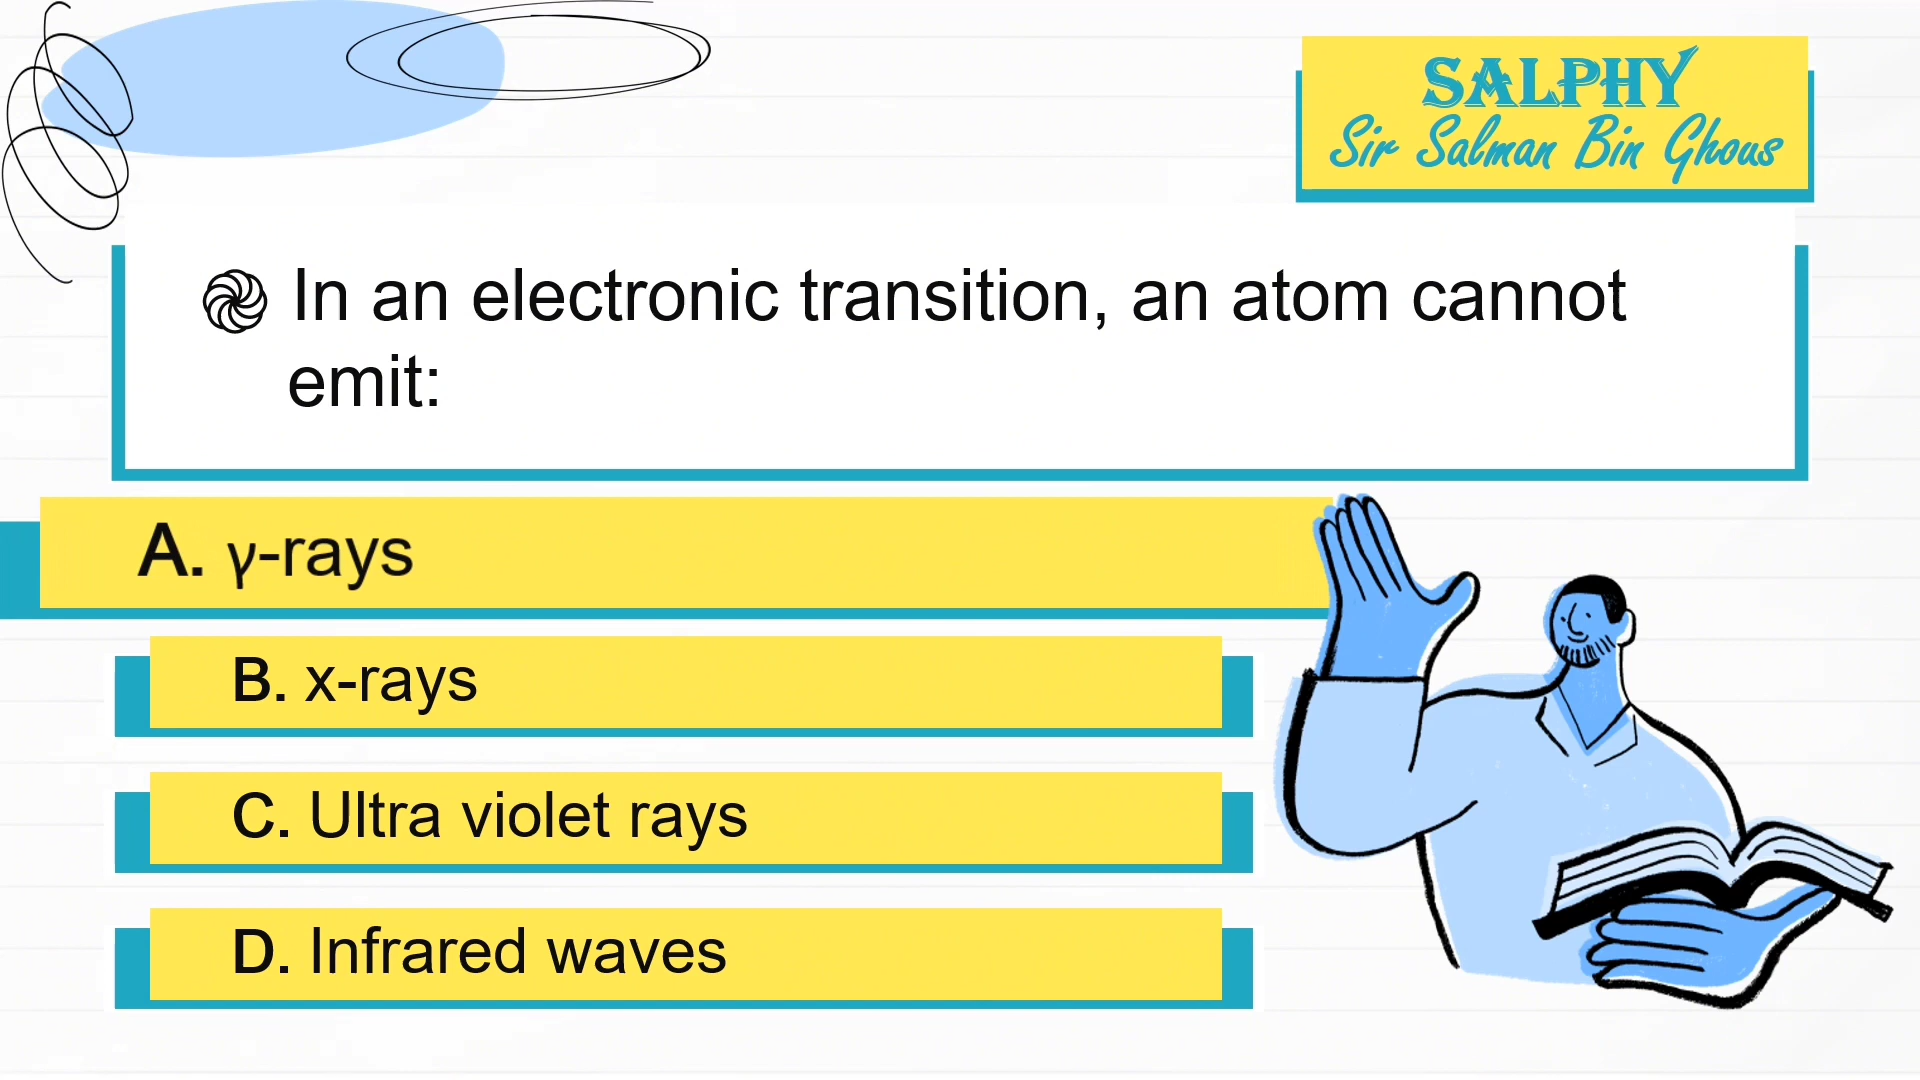 SALPHY
Sir Salman Bin Ghous
In an electronic transition, an atom cannot
emit:
A. γ-rays
B. x-rays
C. Ultra violet rays
D. Infrared waves